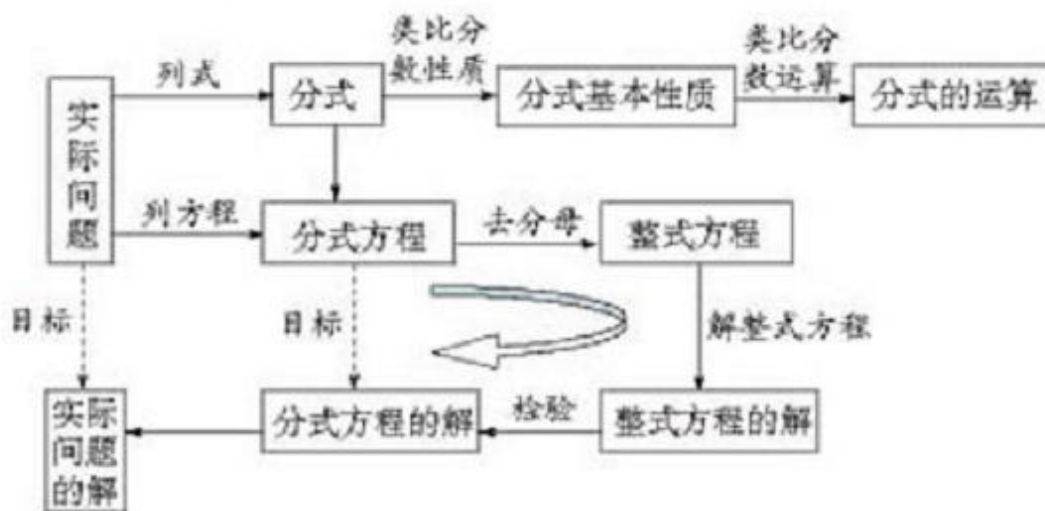 类比分
数性质
类比分
数运算
列式
分式
分式基本性质
分式的运算
实际问题
列方程
分式方程
去分母
整式方程
目标
目标
解整式方程
实际
问题
的解
分式方程的解
检验
整式方程的解